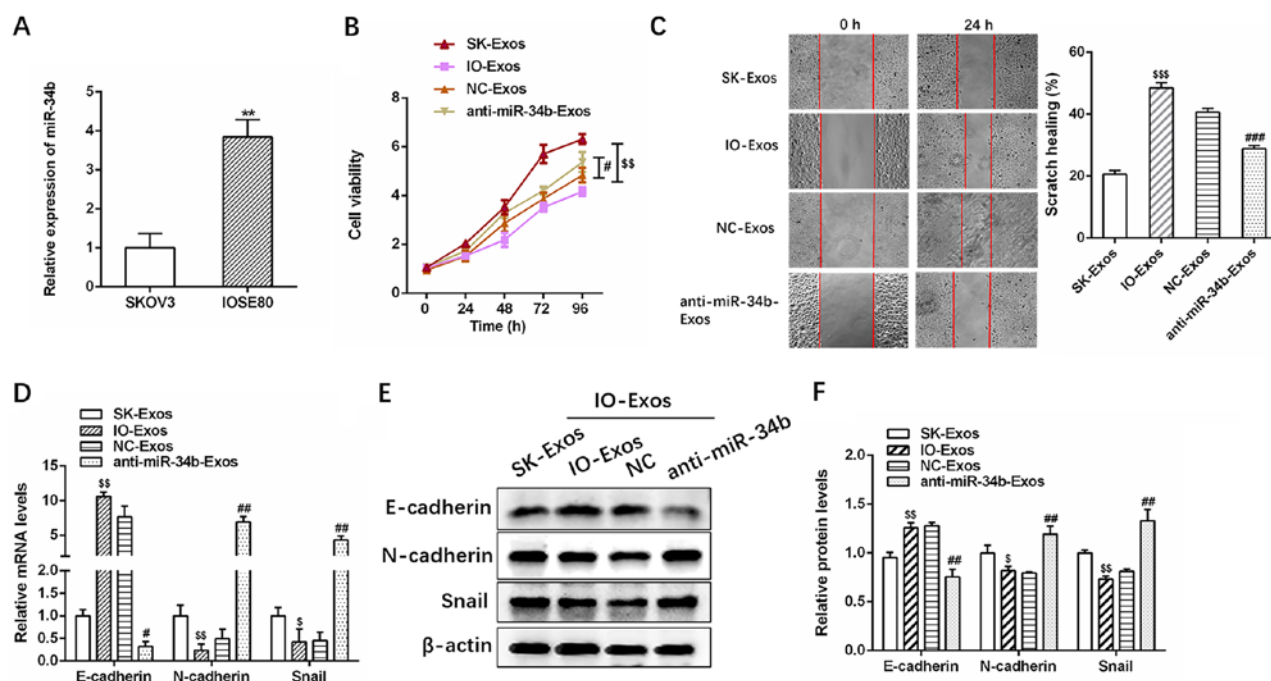 A
Relative expression of miR-34b
5
4
3
2
1
0
**
SKOV3
IOSE80
B
SK-Exos
IO-Exos
NC-Exos
anti-miR-34b-Exos
Cell viability
8
6
4
2
0
# $$
0 24 48 72 96
Time (h)
C
0 h
24 h
SK-Exos
IO-Exos
NC-Exos
anti-miR-34b-
Exos
Scratch healing (%)
60
40
20
0
$$$
###
SK-Exos
IO-Exos
NC-Exos
anti-miR-34b-Exos
D
SK-Exos
IO-Exos
NC-Exos
anti-miR-34b-Exos
Relative mRNA levels
15
10
5
2.0
1.5
1.0
0.5
0.0
$$
#
$$
##
$
##
E-cadherin N-cadherin Snail
E
IO-Exos
SK-Exos IO-Exos NC anti-miR-34b
E-cadherin
N-cadherin
Snail
β-actin
F
SK-Exos
IO-Exos
NC-Exos
anti-miR-34b-Exos
Relative protein levels
2.0
1.5
1.0
0.5
0.0
$$
##
$
##
$$
##
E-cadherin N-cadherin Snail